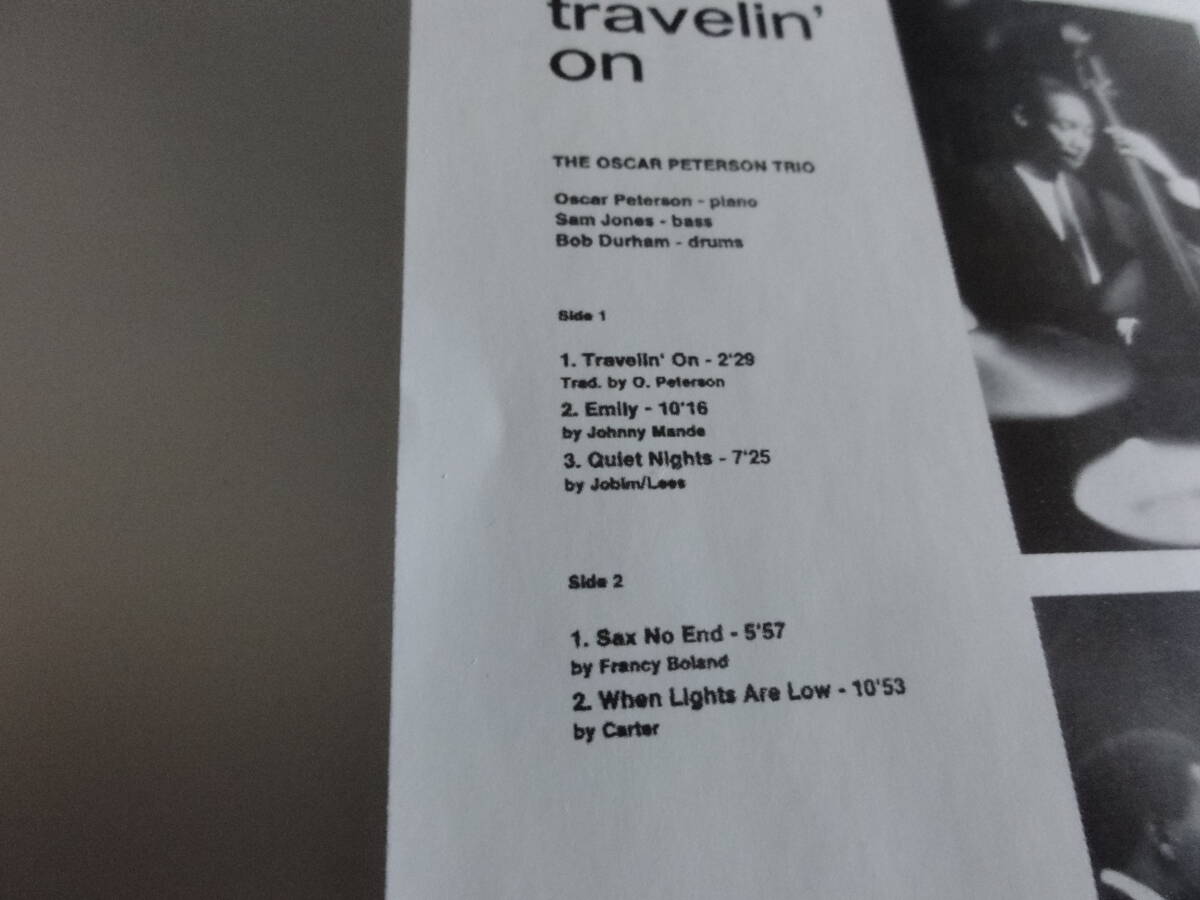 travelin'
on
THE OSCAR PETERSON TRIO
Oscar Peterson - piano
Sam Jones - bass
Bob Durham - drums
Side 1
1. Travelin' On - 2'29
Trad. by O. Peterson
2. Emily - 10'16
by Johnny Mande
3. Quiet Nights - 7'25
by Jobim/Lees
Side 2
1. Sax No End - 5'57
by Francy Boland
2. When Lights Are Low - 10'53
by Carter